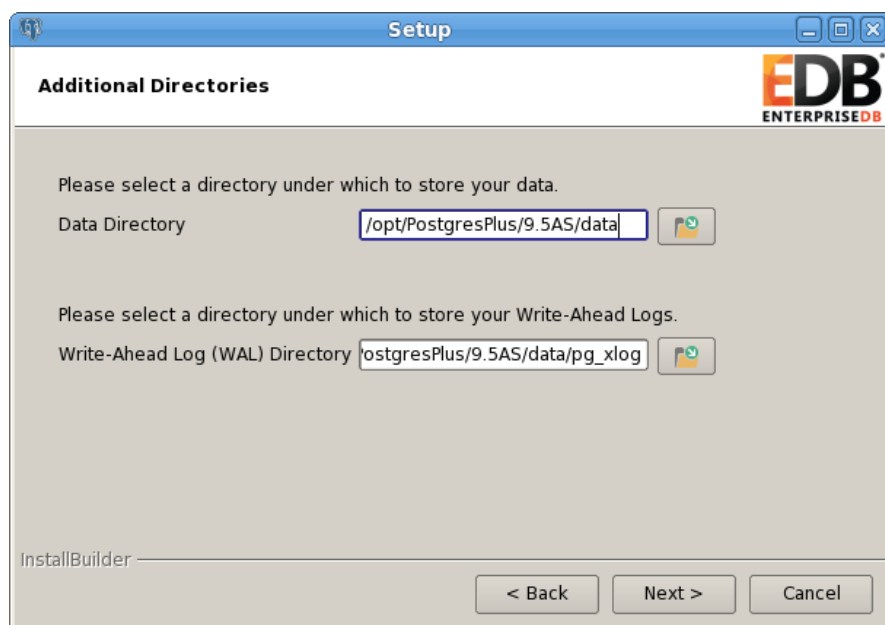 Setup
Additional Directories
EDB
ENTERPRISEDB
Please select a directory under which to store your data.
Data Directory /opt/PostgresPlus/9.5AS/data
Please select a directory under which to store your Write-Ahead Logs.
Write-Ahead Log (WAL) Directory ostgresPlus/9.5AS/data/pg_xlog
InstallBuilder
< Back Next > Cancel